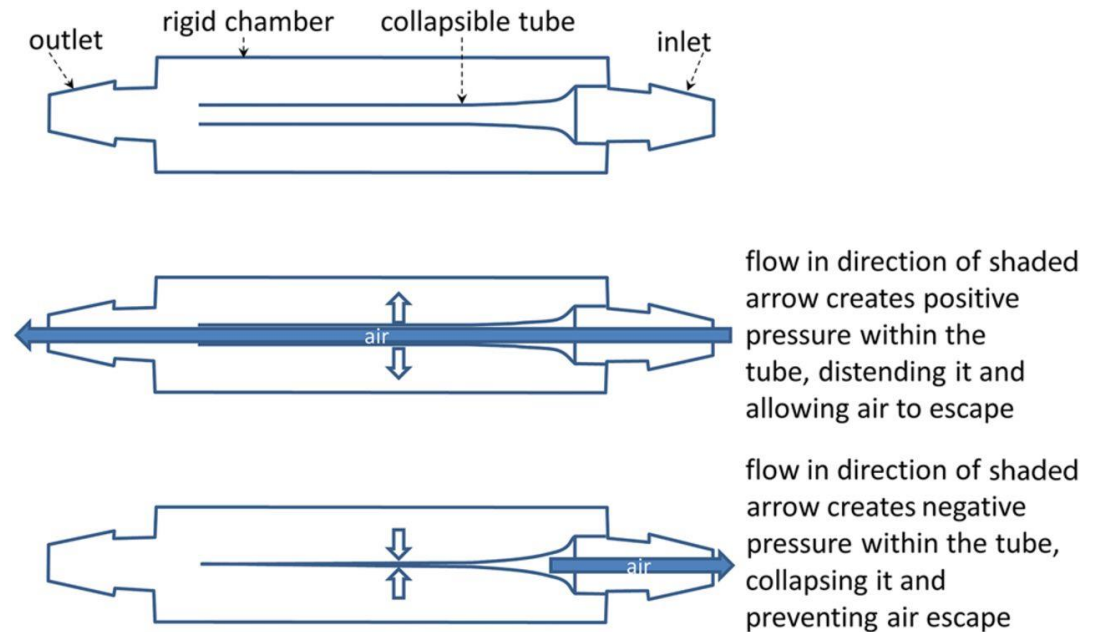 outlet
rigid chamber
collapsible tube
inlet
air
flow in direction of shaded
arrow creates positive
pressure within the
tube, distending it and
allowing air to escape
air
flow in direction of shaded
arrow creates negative
pressure within the tube,
collapsing it and
preventing air escape